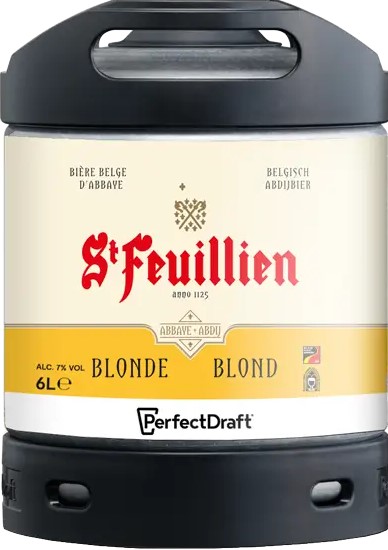 BIÈRE BELGE
D'ABBAYE
BELGISCH
ABDIJBIER
St Feuillien
ANNO 1125
ABBAYE • ABDIJ
ALC. 7% VOL
6L℮
BLONDE
BLOND
PerfectDraft